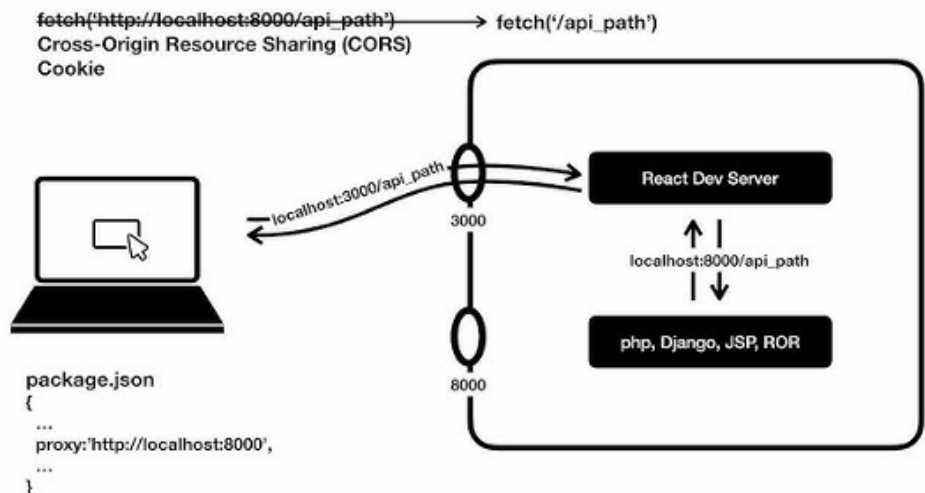 fetch('http://localhost:8000/api_path')
fetch('/api_path')
Cross-Origin Resource Sharing (CORS)
Cookie
localhost:3000/api_path
3000
React Dev Server
localhost:8000/api_path
php, Django, JSP, ROR
8000
package.json
{
...
proxy:'http://localhost:8000',
...
}